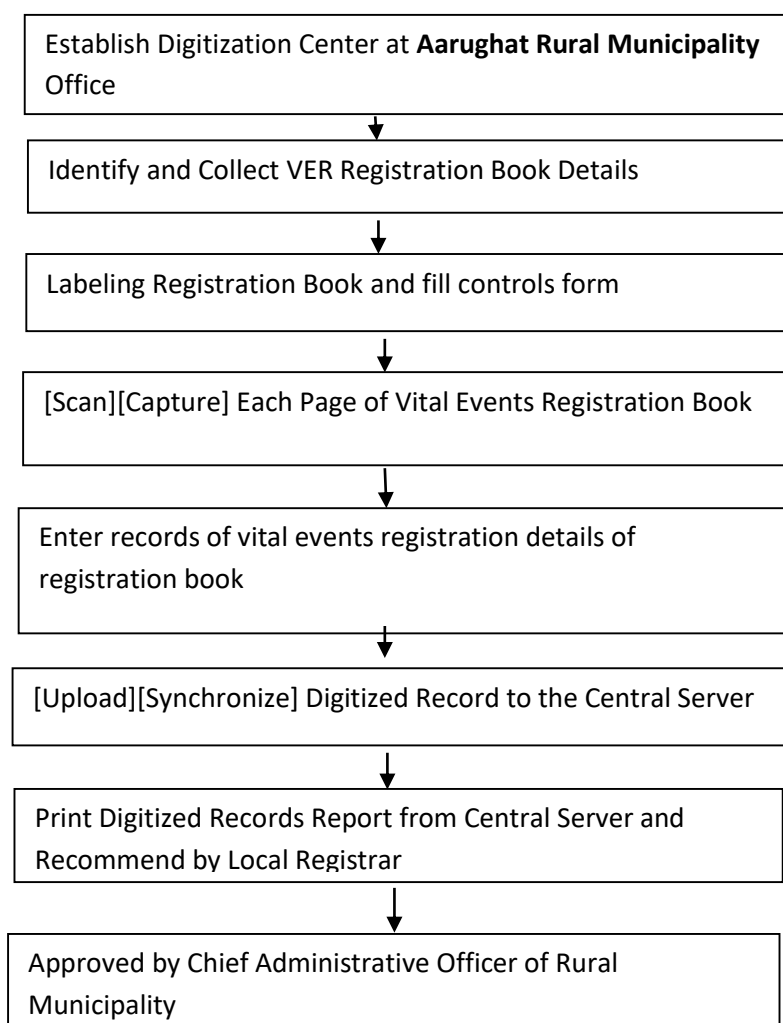 Establish Digitization Center at Aarughat Rural Municipality
Office
Identify and Collect VER Registration Book Details
Labeling Registration Book and fill controls form
[Scan][Capture] Each Page of Vital Events Registration Book
Enter records of vital events registration details of
registration book
[Upload][Synchronize] Digitized Record to the Central Server
Print Digitized Records Report from Central Server and
Recommend by Local Registrar
Approved by Chief Administrative Officer of Rural
Municipality